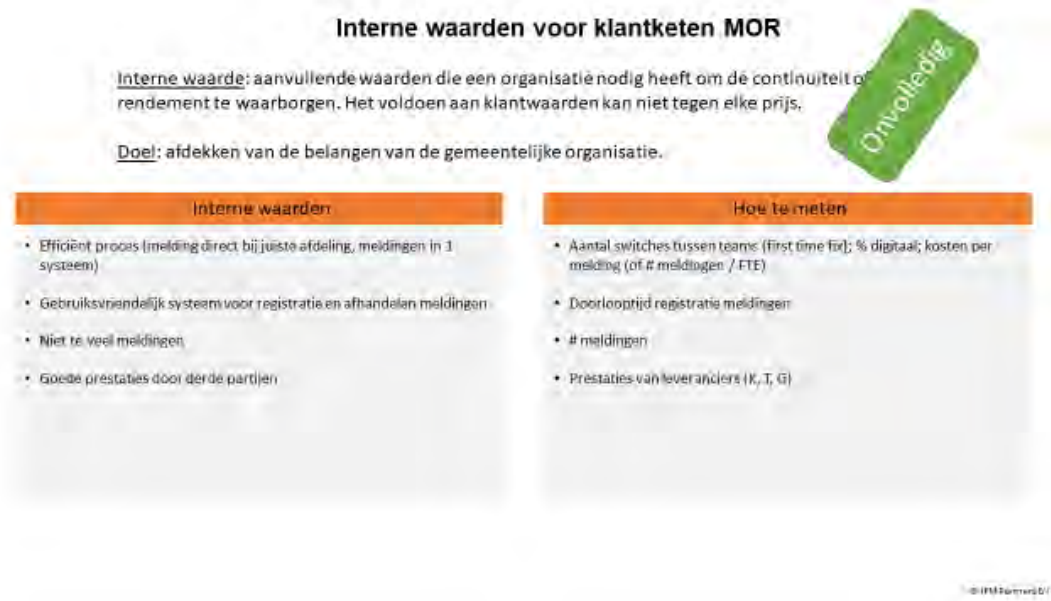 Interne waarden voor klantketen MOR
Onvolledig
Interne waarde: aanvullende waarden die een organisatie nodig heeft om de continuïteit of
rendement te waarborgen. Het voldoen aan klantwaarden kan niet tegen elke prijs.
Doel: afdekken van de belangen van de gemeentelijke organisatie.
Interne waarden
• Efficiënt proces (melding direct bij juiste afdeling, meldingen in 1
systeem)
• Gebruiksvriendelijk systeem voor registratie en afhandelen meldingen
• Niet te veel meldingen
• Goede prestaties door derde partijen
Hoe te meten
• Aantal switches tussen teams (first time fix); % digitaal; kosten per
melding (of # meldingen / FTE)
• Doorlooptijd registratie meldingen
• # meldingen
• Prestaties van leveranciers (K, T, G)